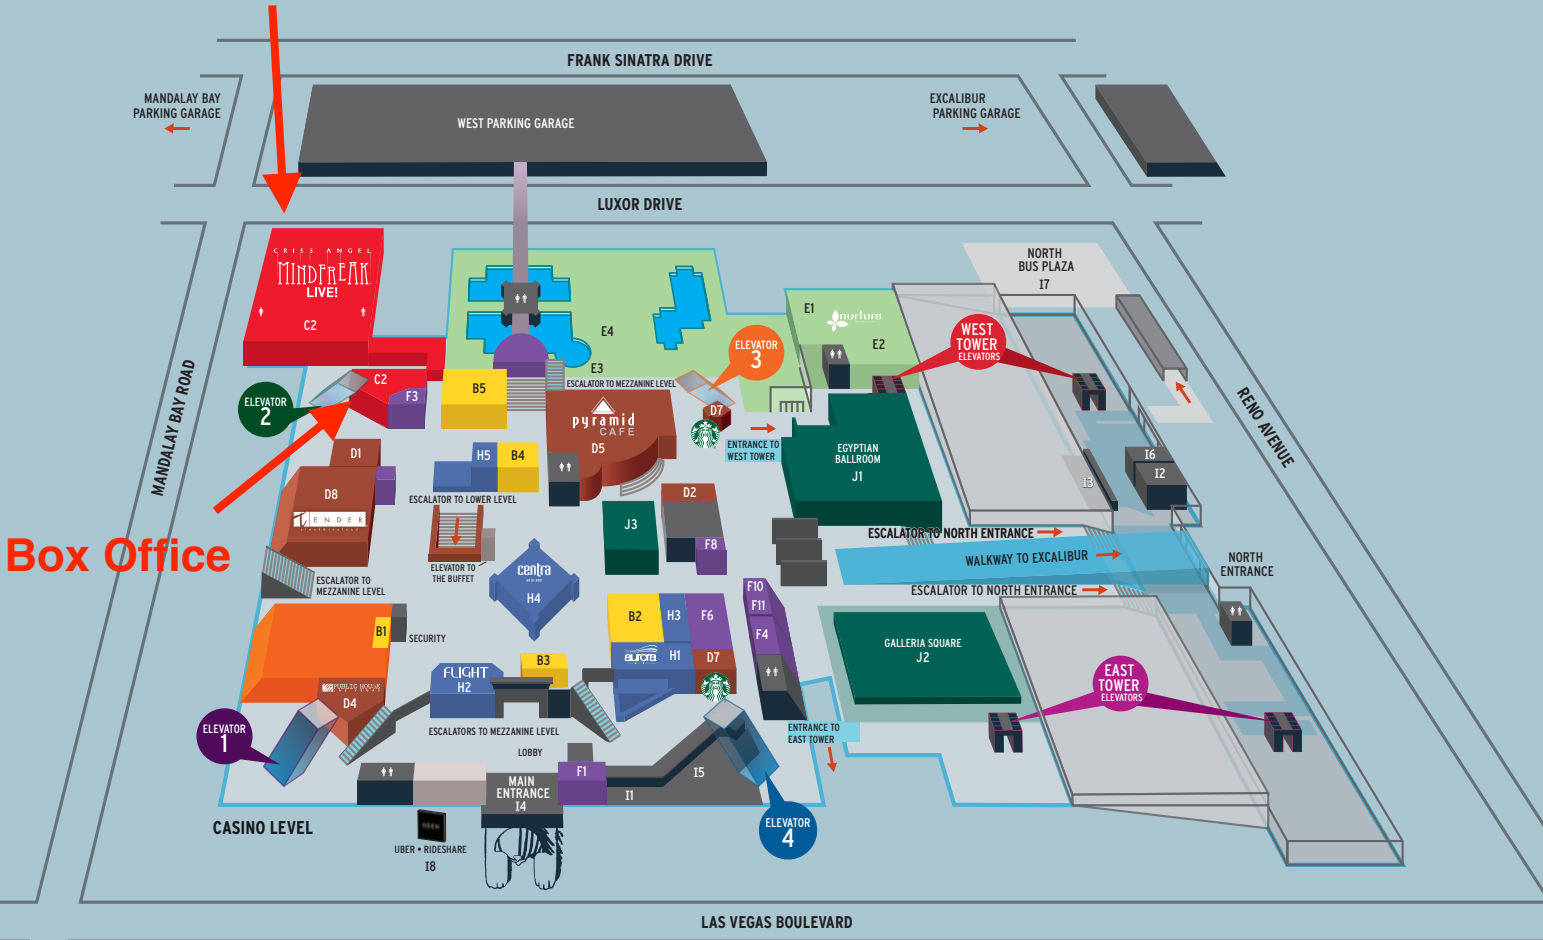 FRANK SINATRA DRIVE
MANDALAY BAY
PARKING GARAGE
WEST PARKING GARAGE
EXCALIBUR
PARKING GARAGE
LUXOR DRIVE
CRISS ANGEL
MINDFREAK
LIVE!
C2
NORTH
BUS PLAZA
I7
E1
nurture
E2
E4
E3
WEST
TOWER
ELEVATORS
ELEVATOR
3
ESCALATOR TO MEZZANINE LEVEL
MANDALAY BAY ROAD
RENO AVENUE
ELEVATOR
2
C2
F3
B5
pyramid
CAFE
D5
D7
ENTRANCE TO
WEST TOWER
EGYPTIAN
BALLROOM
J1
D1
H5
B4
I6
I2
I3
D8
TENDER
ESCALATOR TO LOWER LEVEL
D2
J3
F8
ESCALATOR TO NORTH ENTRANCE
WALKWAY TO EXCALIBUR
NORTH
ENTRANCE
Box Office
ELEVATOR TO
THE BUFFET
centra
H4
ESCALATOR TO
MEZZANINE LEVEL
ESCALATOR TO NORTH ENTRANCE
F10
F11
F4
B2
H3
F6
B1
SECURITY
aurora
H1
D7
GALLERIA SQUARE
J2
FLIGHT
H2
B3
PUBLIC HOUSE
D4
EAST
TOWER
ELEVATORS
ELEVATOR
1
ESCALATORS TO MEZZANINE LEVEL
ENTRANCE TO
EAST TOWER
LOBBY
F1
I5
MAIN
ENTRANCE
I4
I1
ELEVATOR
4
CASINO LEVEL
UBER • RIDESHARE
I8
LAS VEGAS BOULEVARD